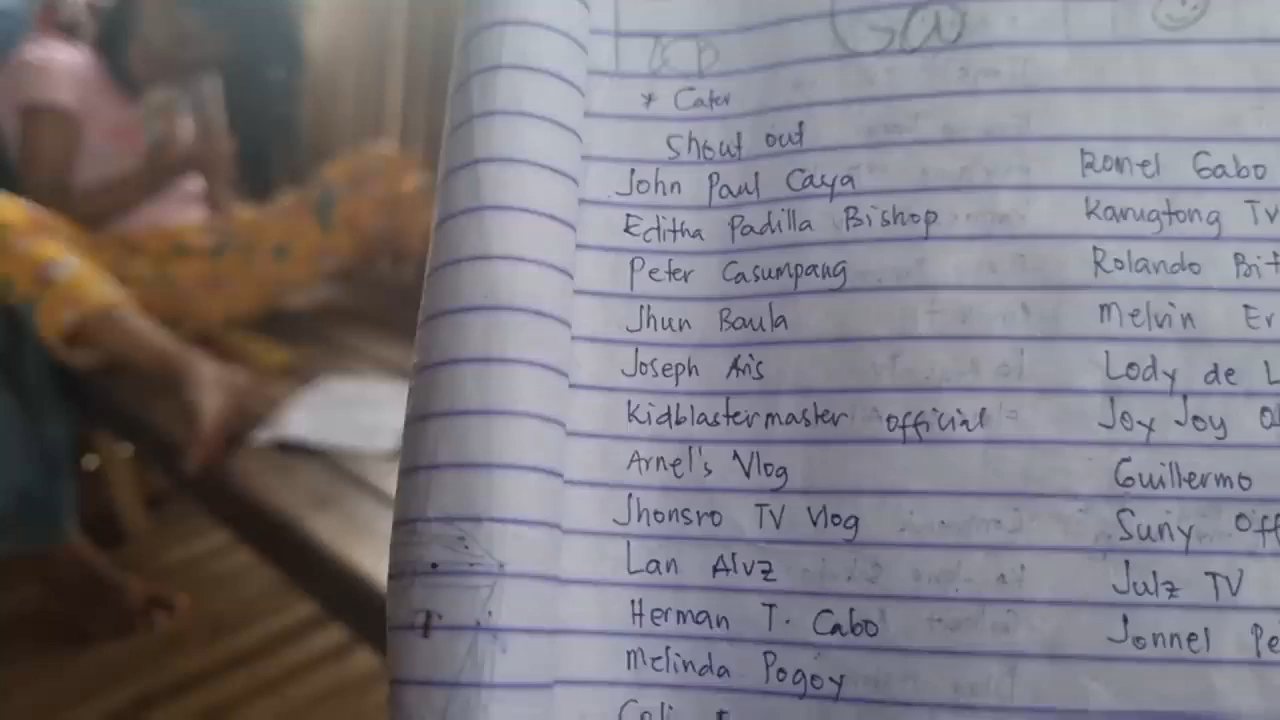 * Cater
Shout out
John Paul Caya
Editha Padilla Bishop
Peter Casumpang
Jhun Baula
Joseph Aris
Kidblastermaster official
Arnel's Vlog
Jhonsro TV Vlog
Lan Alvz
Herman T. Cabo
Melinda Pogoy
Romel Gabo
Karugtong TV
Rolando
Melvin
Lody de
Joy Joy
Guillermo
Suny
Julz TV
Jonnel